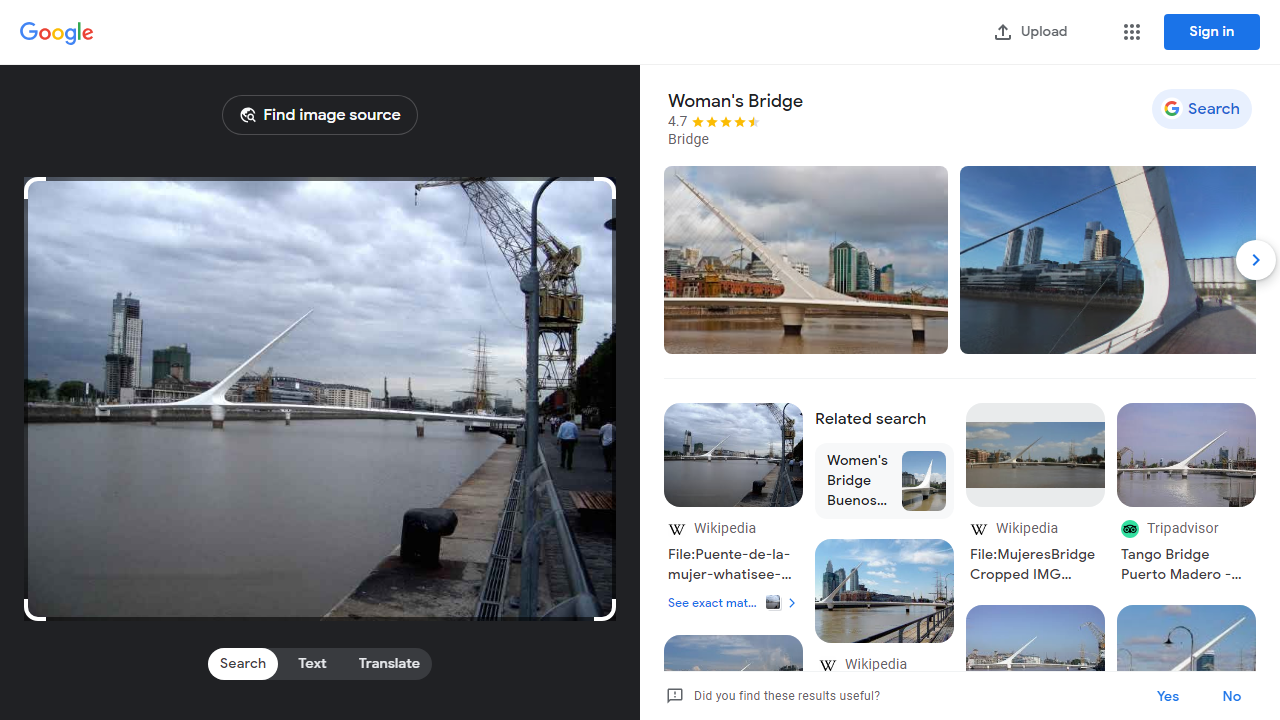 Google
Upload
Sign in
Find image source
Search
Text
Translate
Woman's Bridge
4.7
Bridge
Search
Related search
Women's
Bridge
Buenos...
Wikipedia
File:Puente-de-la-
mujer-whatisee-...
See exact mat...
Wikipedia
Wikipedia
File:MujeresBridge
Cropped IMG...
Tripadvisor
Tango Bridge
Puerto Madero -...
Did you find these results useful?
Yes
No